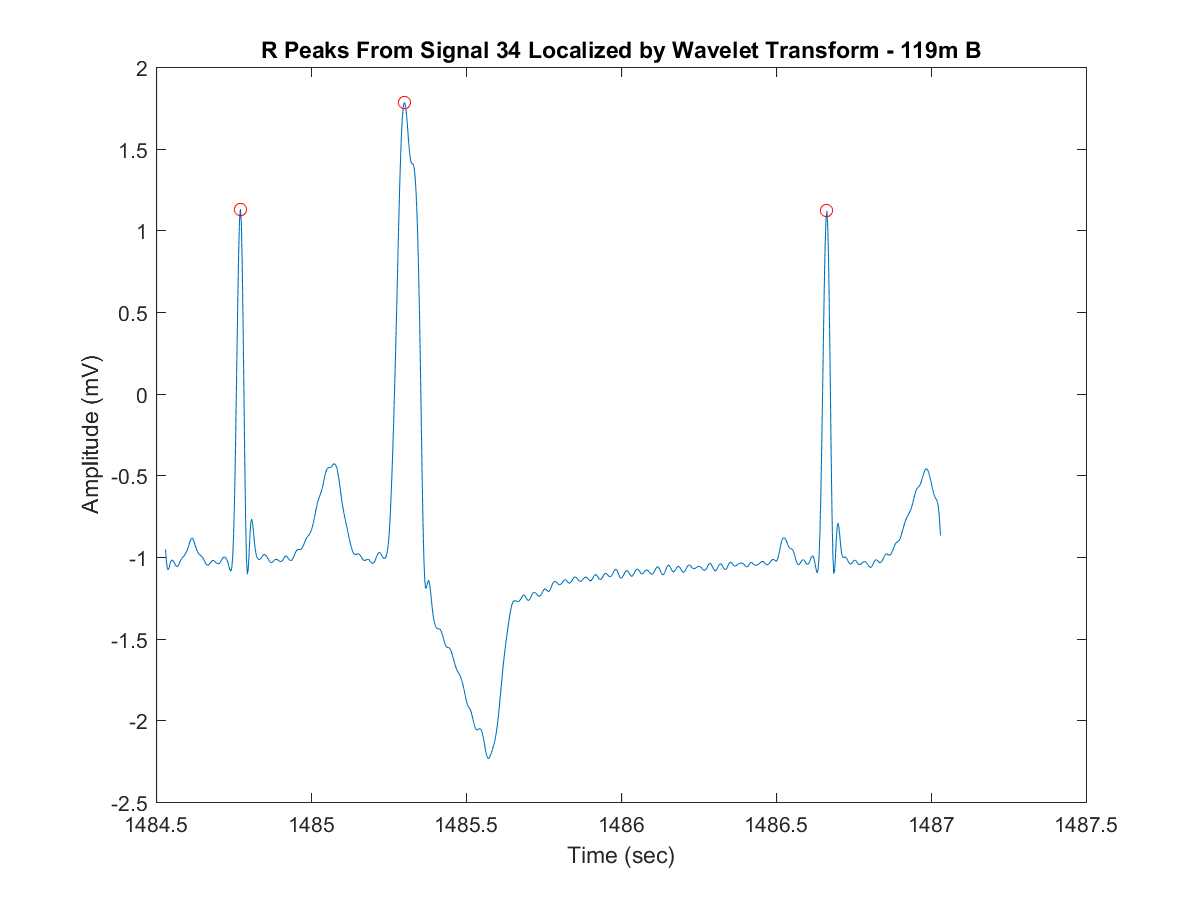 R Peaks From Signal 34 Localized by Wavelet Transform - 119m B
2
1.5
1
0.5
0
-0.5
-1
-1.5
-2
-2.5
Amplitude (mV)
1484.5 1485 1485.5 1486 1486.5 1487 1487.5
Time (sec)